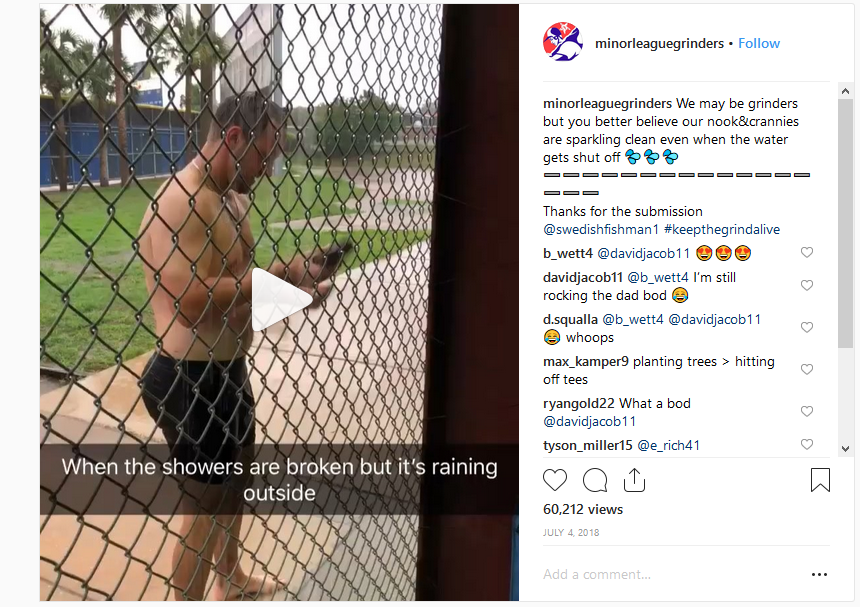 minorleaguegrinders • Follow
minorleaguegrinders We may be grinders
but you better believe our nook&crannies
are sparkling clean even when the water
gets shut off 💦💦💦
➖➖➖➖➖➖➖➖➖➖➖➖➖➖
➖➖➖
Thanks for the submission
@swedishfishman1 #keepthegrindalive
b_wett4 @davidjacob11 😍😍😍
davidjacob11 @b_wett4 I'm still
rocking the dad bod 😂
d.squalla @b_wett4 @davidjacob11
😂 whoops
max_kamper9 planting trees > hitting
off tees
ryangold22 What a bod
@davidjacob11
tyson_miller15 @e_rich41
When the showers are broken but it's raining
outside
60,212 views
JULY 4, 2018
Add a comment...